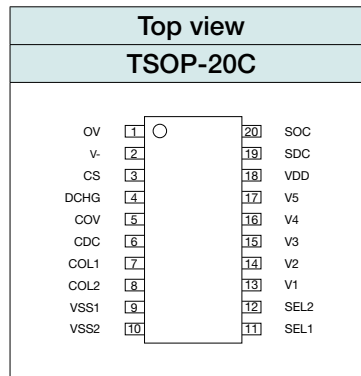 Top view
TSOP-20C
OV 1 20 SOC
V- 2 19 SDC
CS 3 18 VDD
DCHG 4 17 V5
COV 5 16 V4
CDC 6 15 V3
COL1 7 14 V2
COL2 8 13 V1
VSS1 9 12 SEL2
VSS2 10 11 SEL1